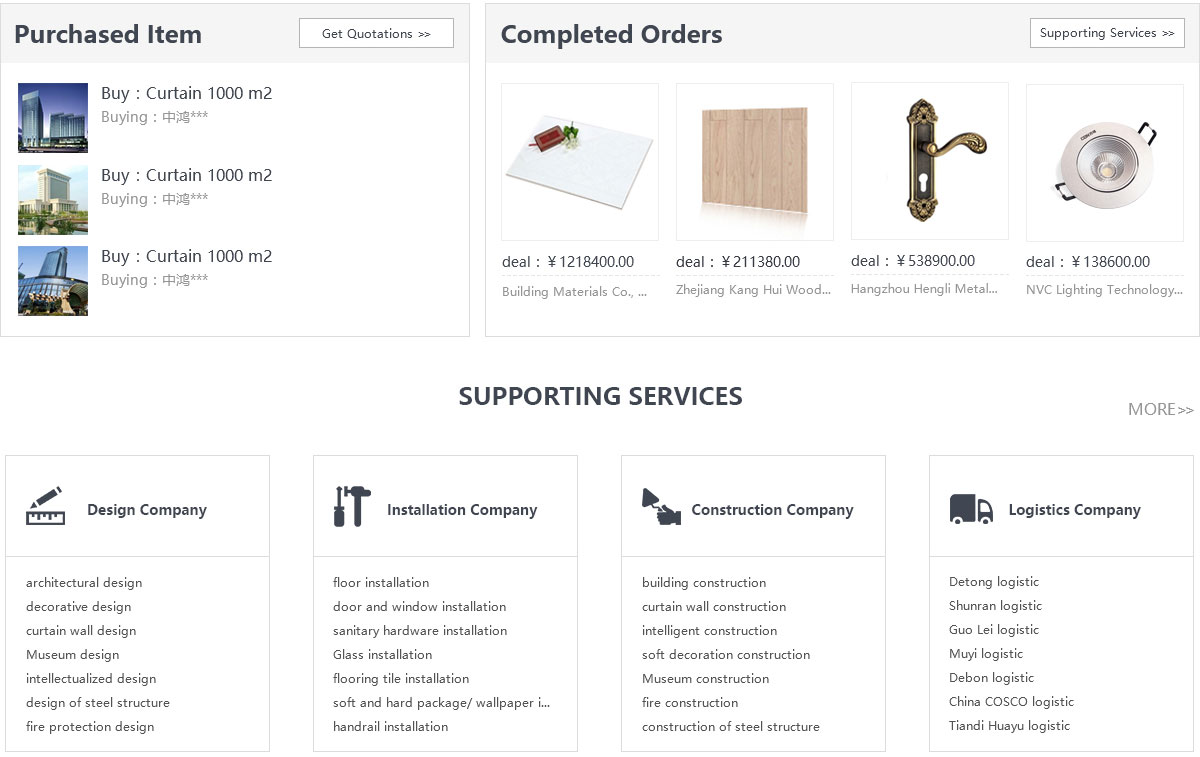 Purchased Item
Get Quotations >>
Buy：Curtain 1000 m2
Buying：中鸿***
Buy：Curtain 1000 m2
Buying：中鸿***
Buy：Curtain 1000 m2
Buying：中鸿***
Completed Orders
Supporting Services >>
deal：￥1218400.00
Building Materials Co., ...
deal：￥211380.00
Zhejiang Kang Hui Wood...
deal：￥538900.00
Hangzhou Hengli Metal...
deal：￥138600.00
NVC Lighting Technology...
SUPPORTING SERVICES
MORE>>
Design Company
architectural design
decorative design
curtain wall design
Museum design
intellectualized design
design of steel structure
fire protection design
Installation Company
floor installation
door and window installation
sanitary hardware installation
Glass installation
flooring tile installation
soft and hard package/ wallpaper i...
handrail installation
Construction Company
building construction
curtain wall construction
intelligent construction
soft decoration construction
Museum construction
fire construction
construction of steel structure
Logistics Company
Detong logistic
Shunran logistic
Guo Lei logistic
Muyi logistic
Debon logistic
China COSCO logistic
Tiandi Huayu logistic